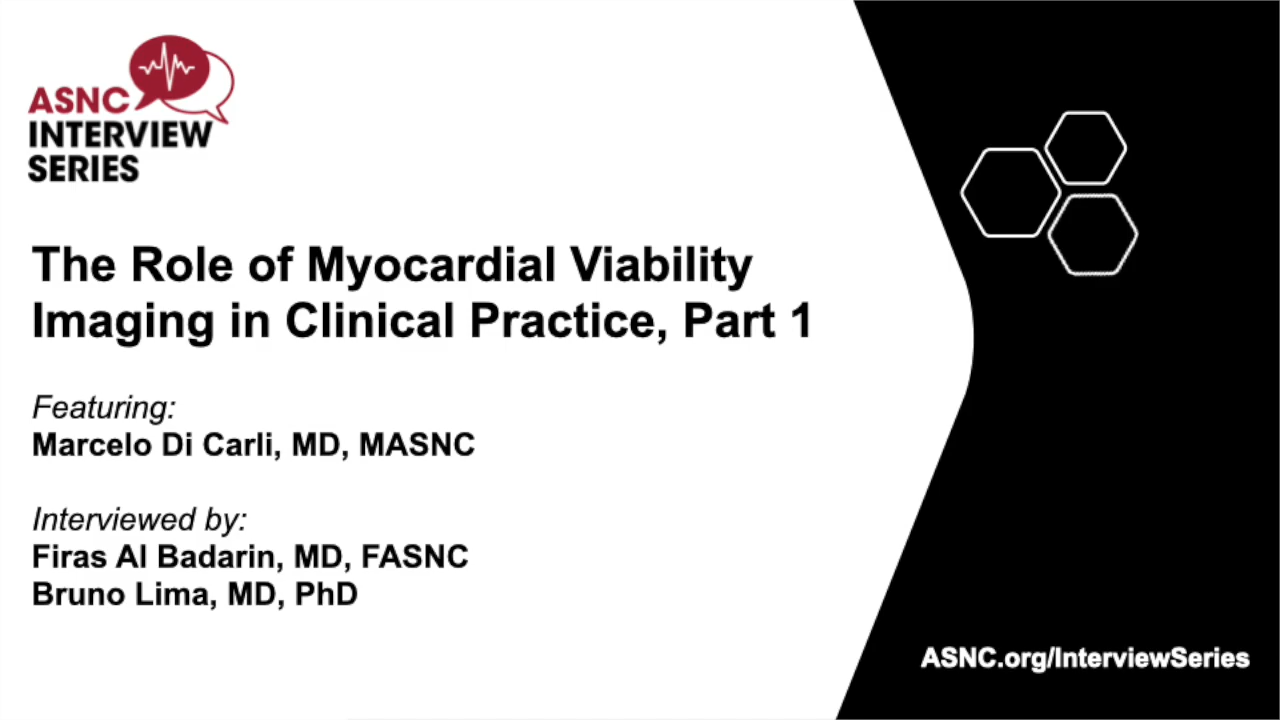 ASNC
INTERVIEW
SERIES
The Role of Myocardial Viability
Imaging in Clinical Practice, Part 1
Featuring:
Marcelo Di Carli, MD, MASNC
Interviewed by:
Firas Al Badarin, MD, FASNC
Bruno Lima, MD, PhD
ASNC.org/InterviewSeries